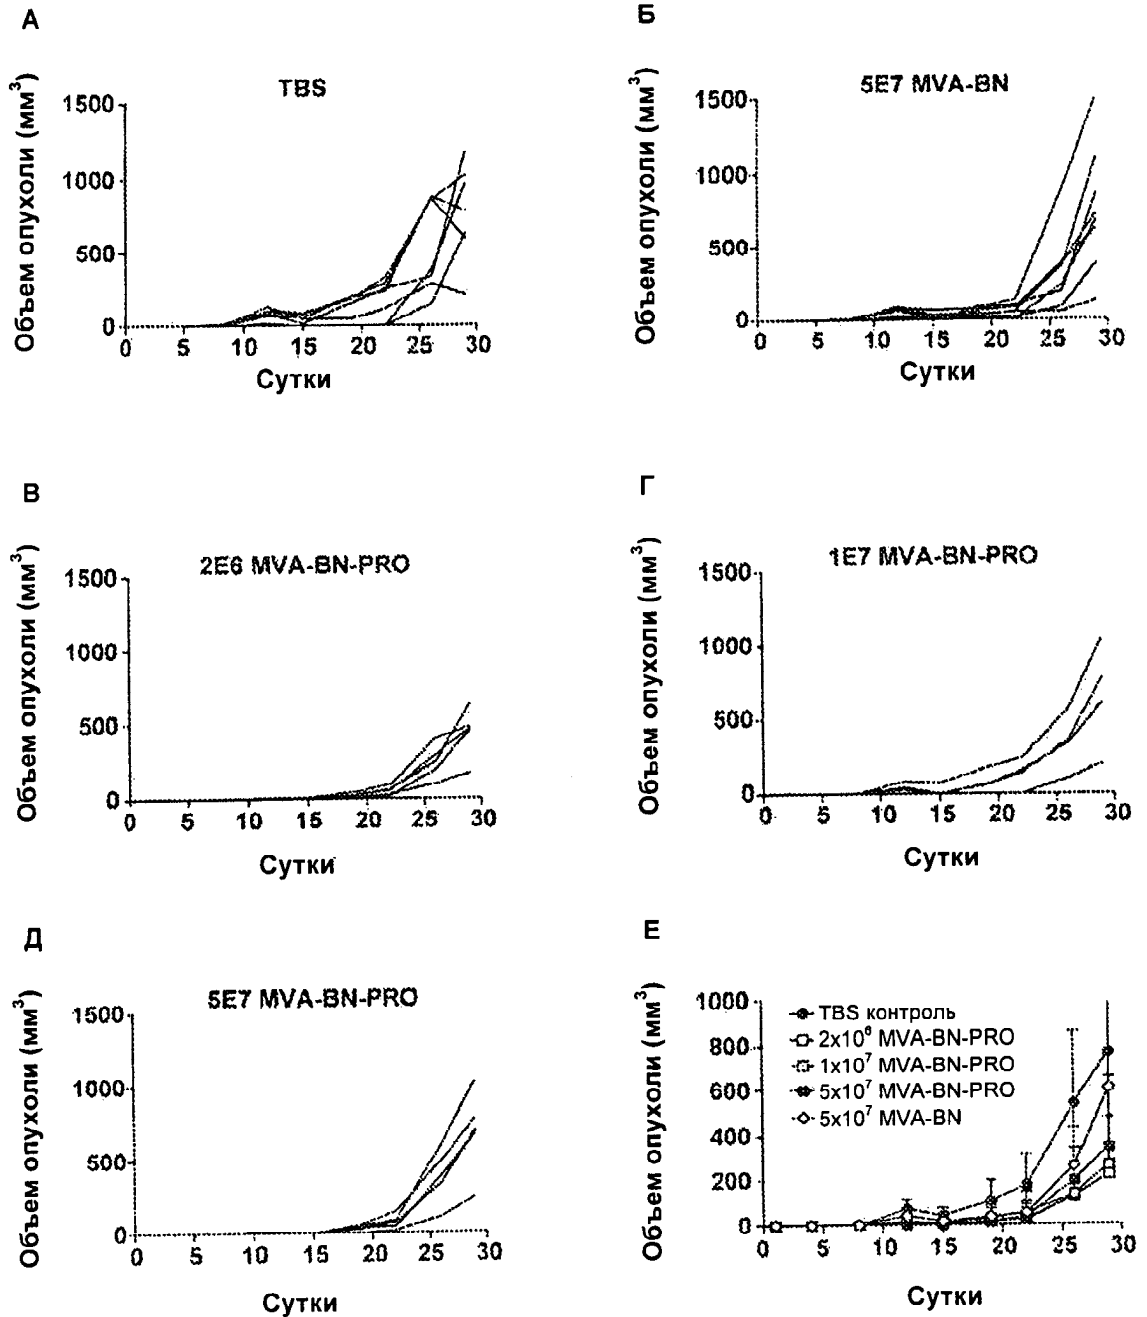 А
TBS
Объем опухоли (мм³)
1500
1000
500
0
0 5 10 15 20 25 30
Сутки
Б
5E7 MVA-BN
Объем опухоли (мм³)
1500
1000
500
0
0 5 10 15 20 25 30
Сутки
В
2E6 MVA-BN-PRO
Объем опухоли (мм³)
1500
1000
500
0
0 5 10 15 20 25 30
Сутки
Г
1E7 MVA-BN-PRO
Объем опухоли (мм³)
1500
1000
500
0
0 5 10 15 20 25 30
Сутки
Д
5E7 MVA-BN-PRO
Объем опухоли (мм³)
1500
1000
500
0
0 5 10 15 20 25 30
Сутки
Е
Объем опухоли (мм³)
1000
800
600
400
200
0
TBS контроль
2x10⁶ MVA-BN-PRO
1x10⁷ MVA-BN-PRO
5x10⁷ MVA-BN-PRO
5x10⁷ MVA-BN
0 5 10 15 20 25 30
Сутки